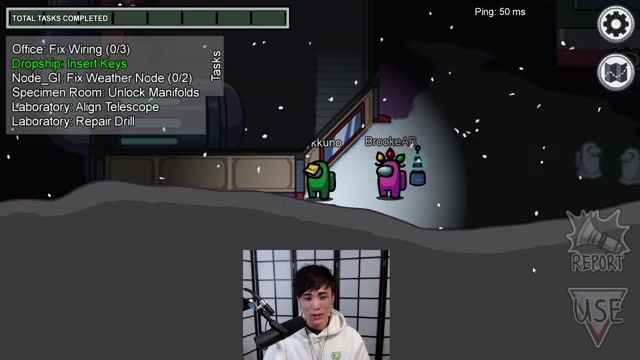 TOTAL TASKS COMPLETED
Ping: 50 ms
Office: Fix Wiring (0/3)
Dropship: Insert Keys
Node_GI: Fix Weather Node (0/2)
Specimen Room: Unlock Manifolds
Laboratory: Align Telescope
Laboratory: Repair Drill
Tasks
kkuno
BrookeAB
REPORT
USE